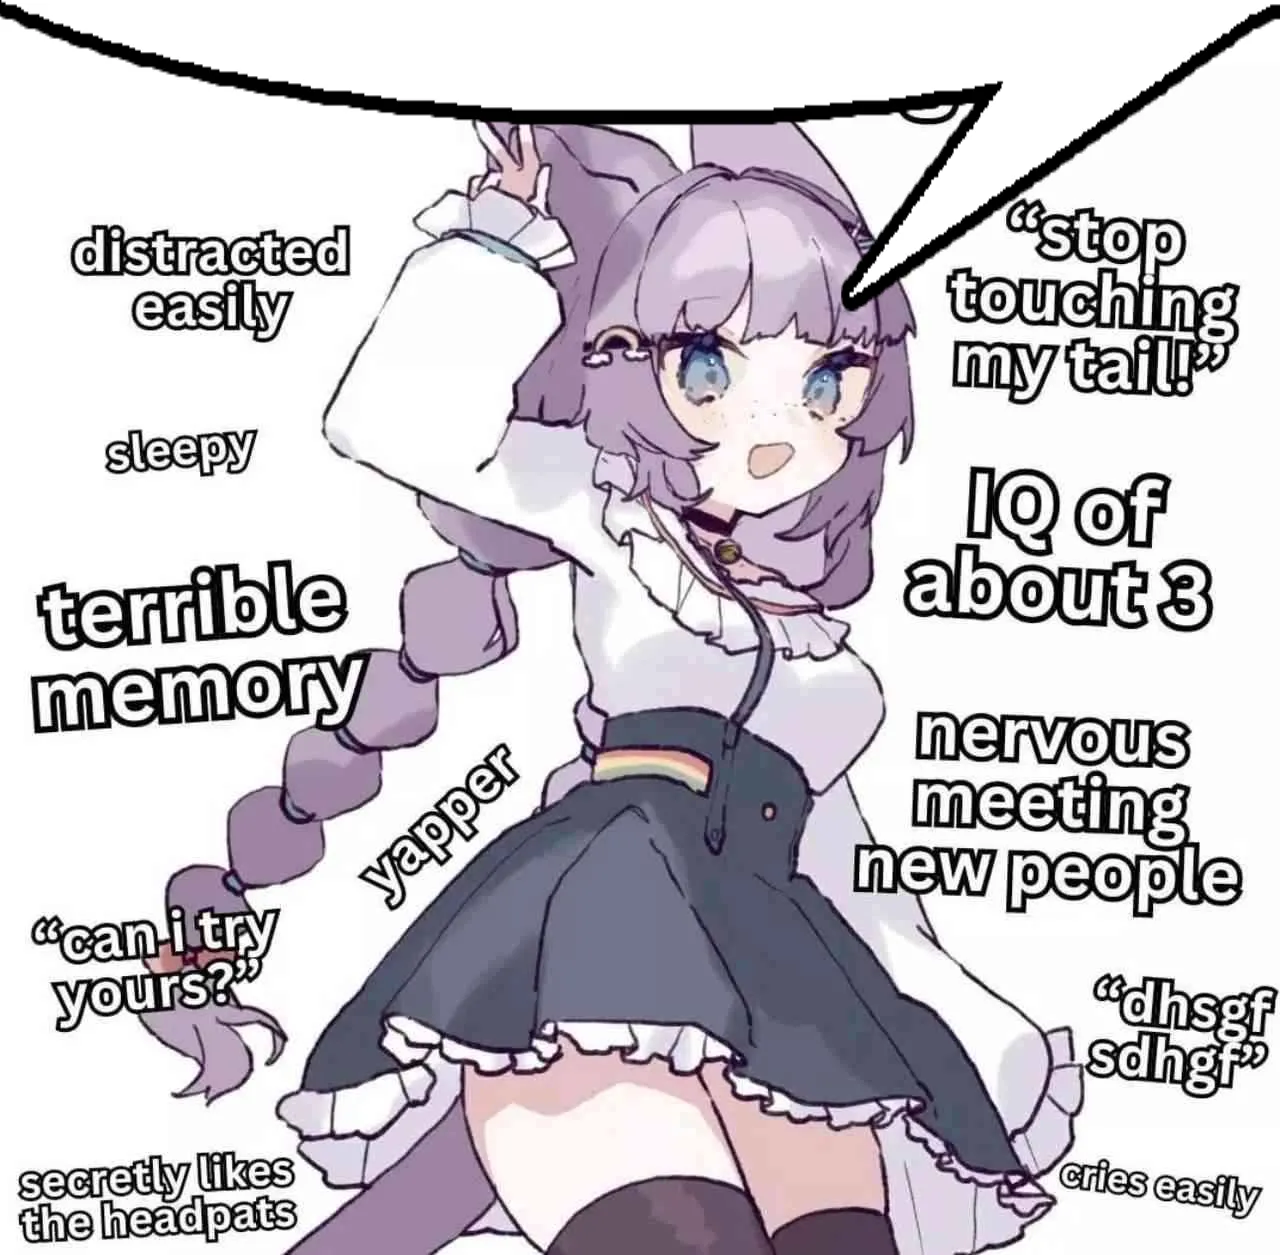 distracted
easily
"stop
touching
my tail!"
sleepy
IQ of
about 3
terrible
memory
nervous
meeting
new people
yapper
"can i try
yours?"
"dhsgf
sdhgf"
secretly likes
the headpats
cries easily